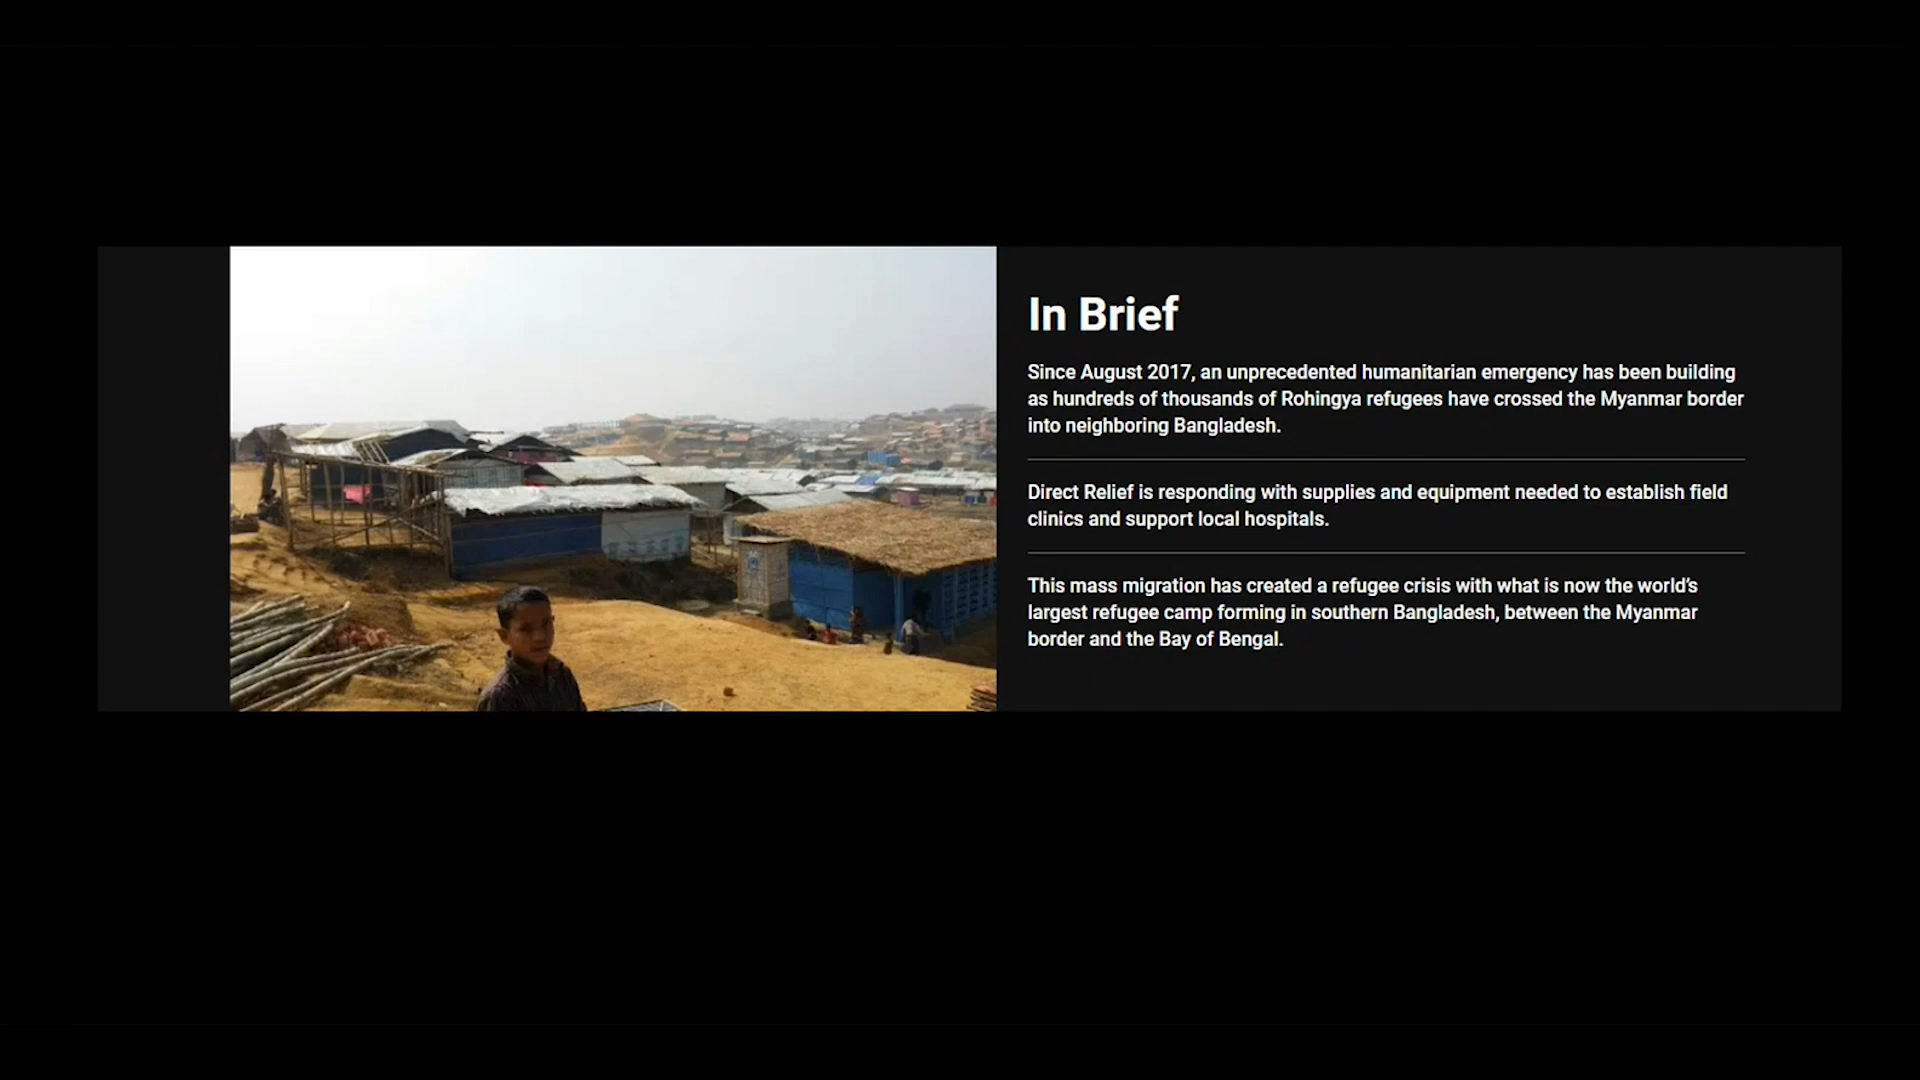 In Brief
Since August 2017, an unprecedented humanitarian emergency has been building
as hundreds of thousands of Rohingya refugees have crossed the Myanmar border
into neighboring Bangladesh.
Direct Relief is responding with supplies and equipment needed to establish field
clinics and support local hospitals.
This mass migration has created a refugee crisis with what is now the world’s
largest refugee camp forming in southern Bangladesh, between the Myanmar
border and the Bay of Bengal.